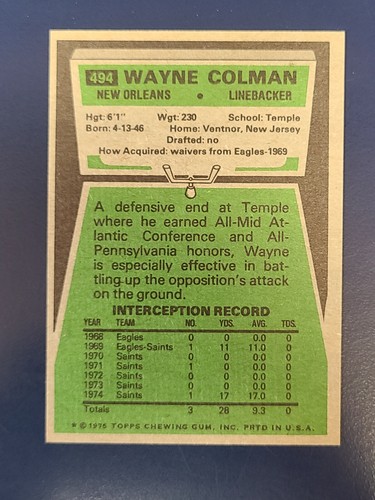 494 WAYNE COLMAN
NEW ORLEANS • LINEBACKER
Hgt: 6'1" Wgt: 230 School: Temple
Born: 4-13-46 Home: Ventnor, New Jersey
Drafted: no
How Acquired: waivers from Eagles-1969
A defensive end at Temple
where he earned All-Mid At-
lantic Conference and All-
Pennsylvania honors, Wayne
is especially effective in bat-
tling up the opposition's attack
on the ground.
INTERCEPTION RECORD
YEAR TEAM NO. YDS. AVG. TDS.
1968 Eagles 0 0 0.0 0
1969 Eagles-Saints 1 11 11.0 0
1970 Saints 0 0 0.0 0
1971 Saints 1 0 0.0 0
1972 Saints 0 0 0.0 0
1973 Saints 0 0 0.0 0
1974 Saints 1 17 17.0 0
Totals 3 28 9.3 0
* © 1975 TOPPS CHEWING GUM, INC. PRTD IN U.S.A.